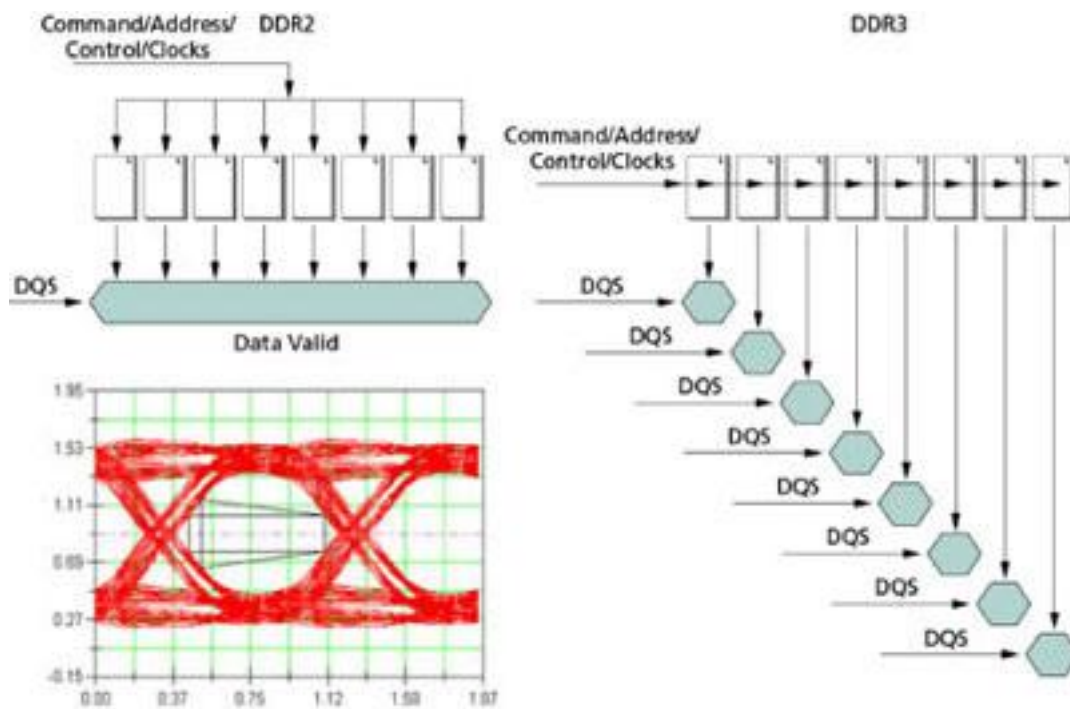 Command/Address/
Control/Clocks
DDR2
DDR3
Command/Address/
Control/Clocks
DQS
Data Valid
DQS
DQS
DQS
DQS
DQS
DQS
DQS
DQS
1.95
1.53
1.11
0.69
0.27
-0.15
0.00
0.37
0.75
1.12
1.50
1.87